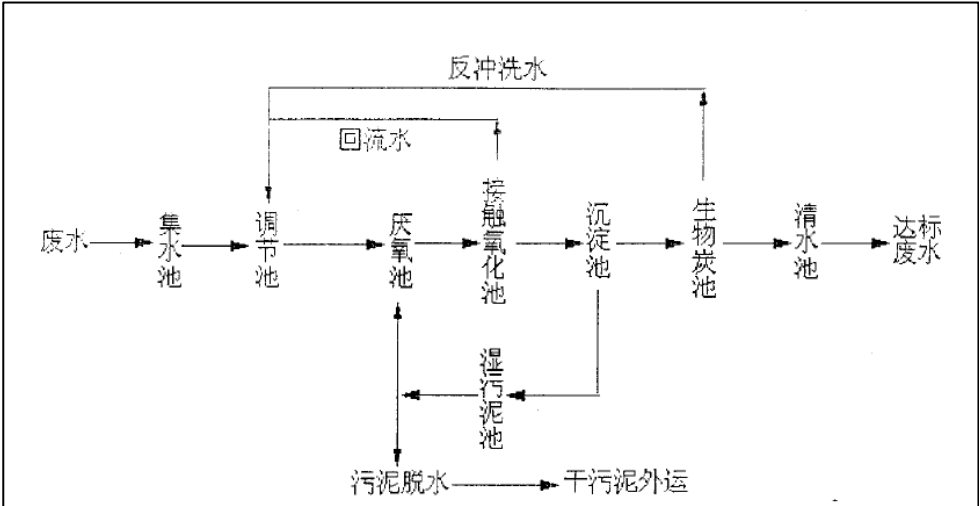 反冲洗水
回流水
废水
集水池
调节池
厌氧池
接触氧化池
沉淀池
生物炭池
清水池
达标
废水
湿污泥池
污泥脱水
干污泥外运